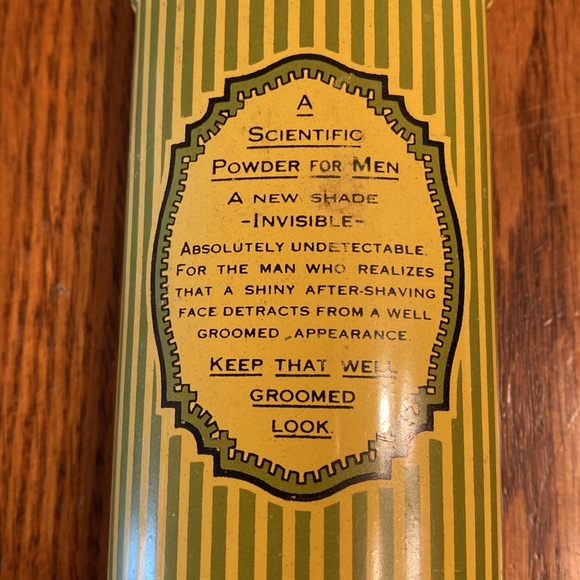 A
SCIENTIFIC
POWDER FOR MEN
A NEW SHADE
-INVISIBLE-
ABSOLUTELY UNDETECTABLE.
FOR THE MAN WHO REALIZES
THAT A SHINY AFTER-SHAVING
FACE DETRACTS FROM A WELL
GROOMED APPEARANCE.
KEEP THAT WELL
GROOMED
LOOK.